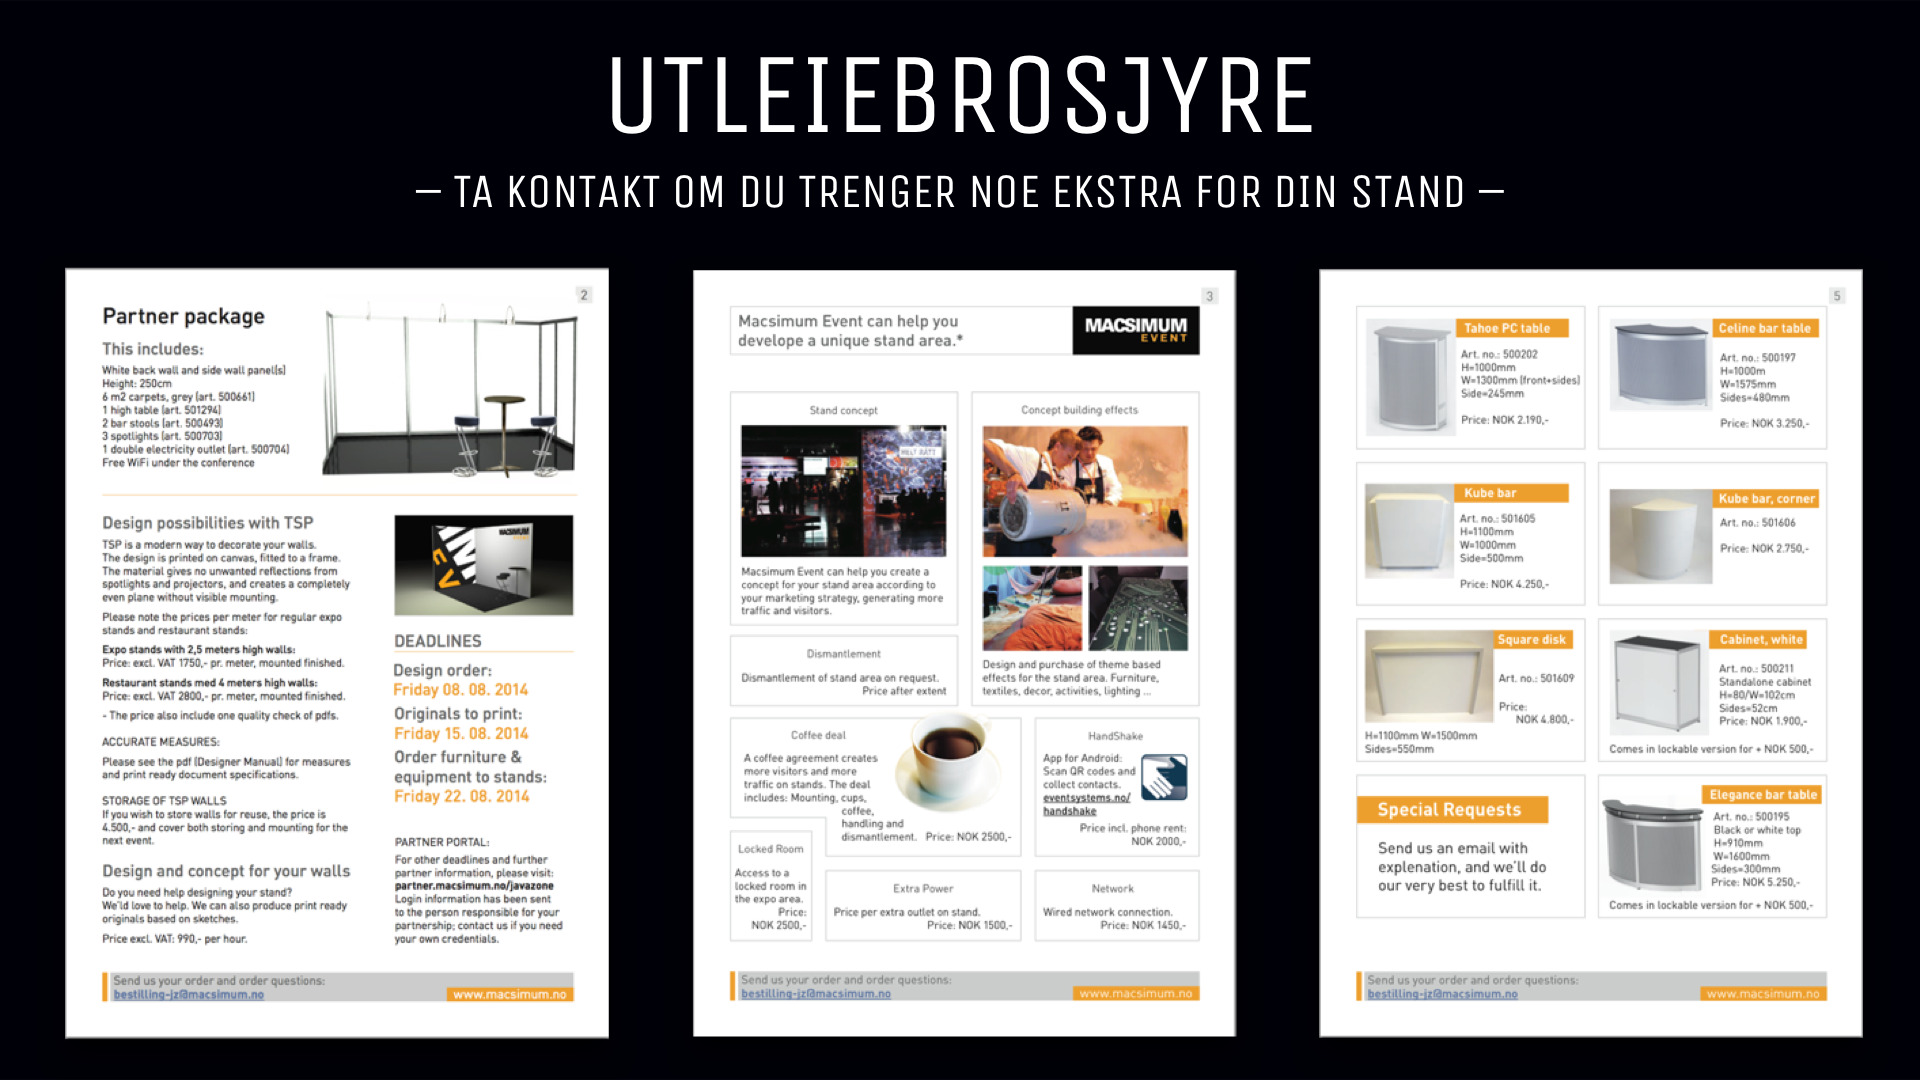 UTLEIEBROSJYRE
– TA KONTAKT OM DU TRENGER NOE EKSTRA FOR DIN STAND –
2
Partner package
This includes:
White back wall and side wall panel(s)
Height: 250cm
6 m2 carpets, grey (art. 500661)
1 high table (art. 501294)
2 bar stools (art. 500493)
3 spotlights (art. 500703)
1 double electricity outlet (art. 500704)
Free WiFi under the conference
Design possibilities with TSP
TSP is a modern way to decorate your walls.
The design is printed on canvas, fitted to a frame.
The material gives no unwanted reflections from
spotlights and projectors, and creates a completely
even plane without visible mounting.
Please note the prices per meter for regular expo
stands and restaurant stands:
Expo stands with 2,5 meters high walls:
Price: excl. VAT 1750,- pr. meter, mounted finished.
Restaurant stands med 4 meters high walls:
Price: excl. VAT 2800,- pr. meter, mounted finished.
- The price also include one quality check of pdfs.
ACCURATE MEASURES:
Please see the pdf (Designer Manual) for measures
and print ready document specifications.
STORAGE OF TSP WALLS
If you wish to store walls for reuse, the price is
4.500,- and cover both storing and mounting for the
next event.
Design and concept for your walls
Do you need help designing your stand?
We'ld love to help. We can also produce print ready
originals based on sketches.
Price excl. VAT: 990,- per hour.
MACSIMUM
DEADLINES
Design order:
Friday 08. 08. 2014
Originals to print:
Friday 15. 08. 2014
Order furniture &
equipment to stands:
Friday 22. 08. 2014
PARTNER PORTAL:
For other deadlines and further
partner information, please visit:
partner.macsimum.no/javazone
Login information has been sent
to the person responsible for your
partnership; contact us if you need
your own credentials.
Send us your order and order questions:
bestilling-jz@macsimum.no
www.macsimum.no
3
Macsimum Event can help you
develope a unique stand area.*
MACSIMUM
EVENT
Stand concept
HELT RÅTT
Macsimum Event can help you create a
concept for your stand area according to
your marketing strategy, generating more
traffic and visitors.
Concept building effects
Design and purchase of theme based
effects for the stand area. Furniture,
textiles, decor, activities, lighting ...
Dismantlement
Dismantlement of stand area on request.
Price after extent
Coffee deal
A coffee agreement creates
more visitors and more
traffic on stands. The deal
includes: Mounting, cups,
coffee,
handling and
dismantlement. Price: NOK 2500,-
HandShake
App for Android:
Scan QR codes and
collect contacts.
eventsystems.no/
handshake
Price incl. phone rent:
NOK 2000,-
Locked Room
Access to a
locked room in
the expo area.
Price:
NOK 2500,-
Extra Power
Price per extra outlet on stand.
Price: NOK 1500,-
Network
Wired network connection.
Price: NOK 1450,-
Send us your order and order questions:
bestilling-jz@macsimum.no
www.macsimum.no
5
Tahoe PC table
Art. no.: 500202
H=1000mm
W=1300mm (front+sides)
Side=245mm
Price: NOK 2.190,-
Celine bar table
Art. no.: 500197
H=1000m
W=1575mm
Sides=480mm
Price: NOK 3.250,-
Kube bar
Art. no.: 501605
H=1100mm
W=1000mm
Side=500mm
Price: NOK 4.250,-
Kube bar, corner
Art. no.: 501606
Price: NOK 2.750,-
Square disk
Art. no.: 501609
Price:
NOK 4.800,-
H=1100mm W=1500mm
Sides=550mm
Cabinet, white
Art. no.: 500211
Standalone cabinet
H=80/W=102cm
Sides=52cm
Price: NOK 1.900,-
Comes in lockable version for + NOK 500,-
Special Requests
Send us an email with
explenation, and we'll do
our very best to fulfill it.
Elegance bar table
Art. no.: 500195
Black or white top
H=910mm
W=1600mm
Sides=300mm
Price: NOK 5.250,-
Comes in lockable version for + NOK 500,-
Send us your order and order questions:
bestilling-jz@macsimum.no
www.macsimum.no